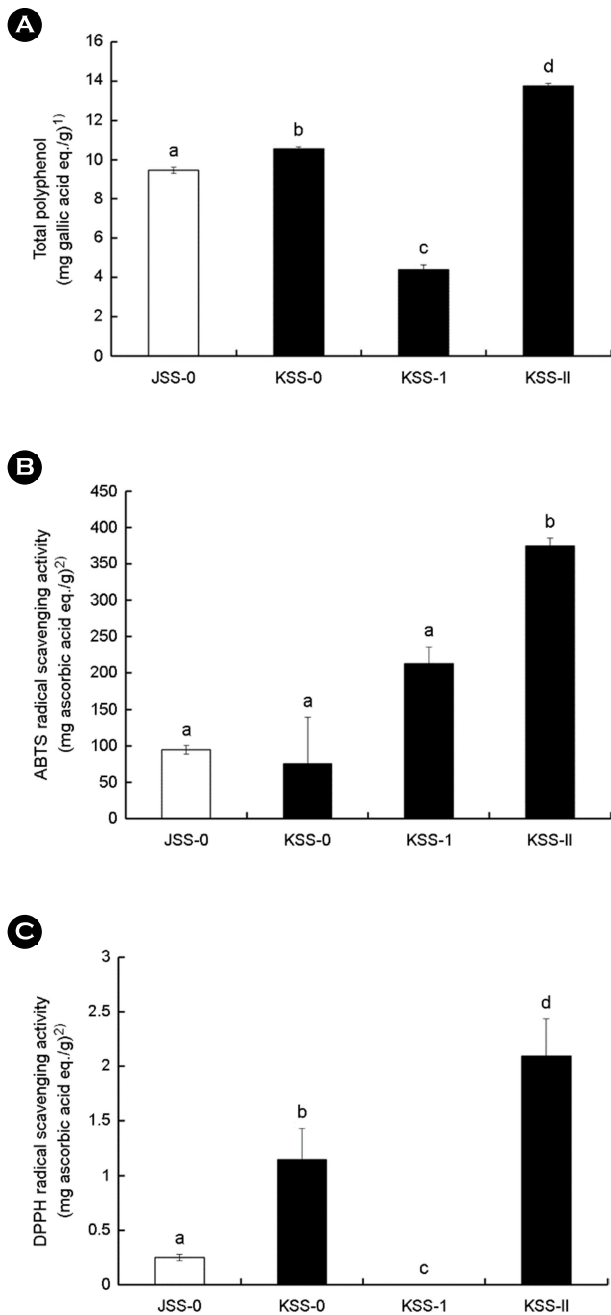 A
Total polyphenol
(mg gallic acid eq./g)1)
16
14
12
10
8
6
4
2
0
a
b
c
d
JSS-0
KSS-0
KSS-1
KSS-II
B
ABTS radical scavenging activity
(mg ascorbic acid eq./g)2)
450
400
350
300
250
200
150
100
50
0
a
a
a
b
JSS-0
KSS-0
KSS-1
KSS-II
C
DPPH radical scavenging activity
(mg ascorbic acid eq./g)2)
3
2.5
2
1.5
1
0.5
0
a
b
c
d
JSS-0
KSS-0
KSS-1
KSS-II